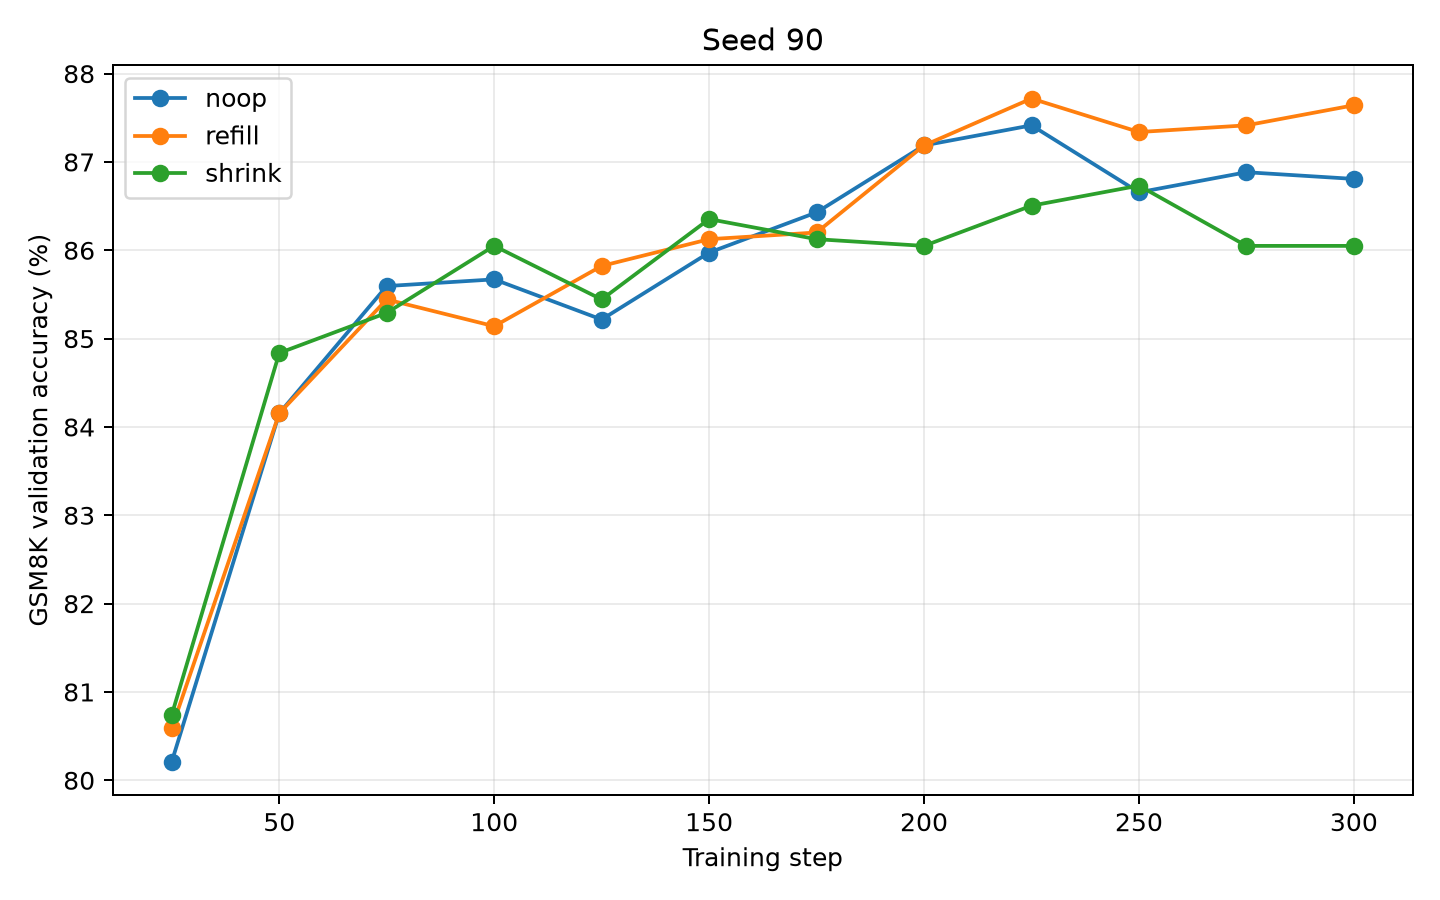 Seed 90
88
87
86
85
84
83
82
81
80
GSM8K validation accuracy (%)
noop
refill
shrink
50 100 150 200 250 300
Training step